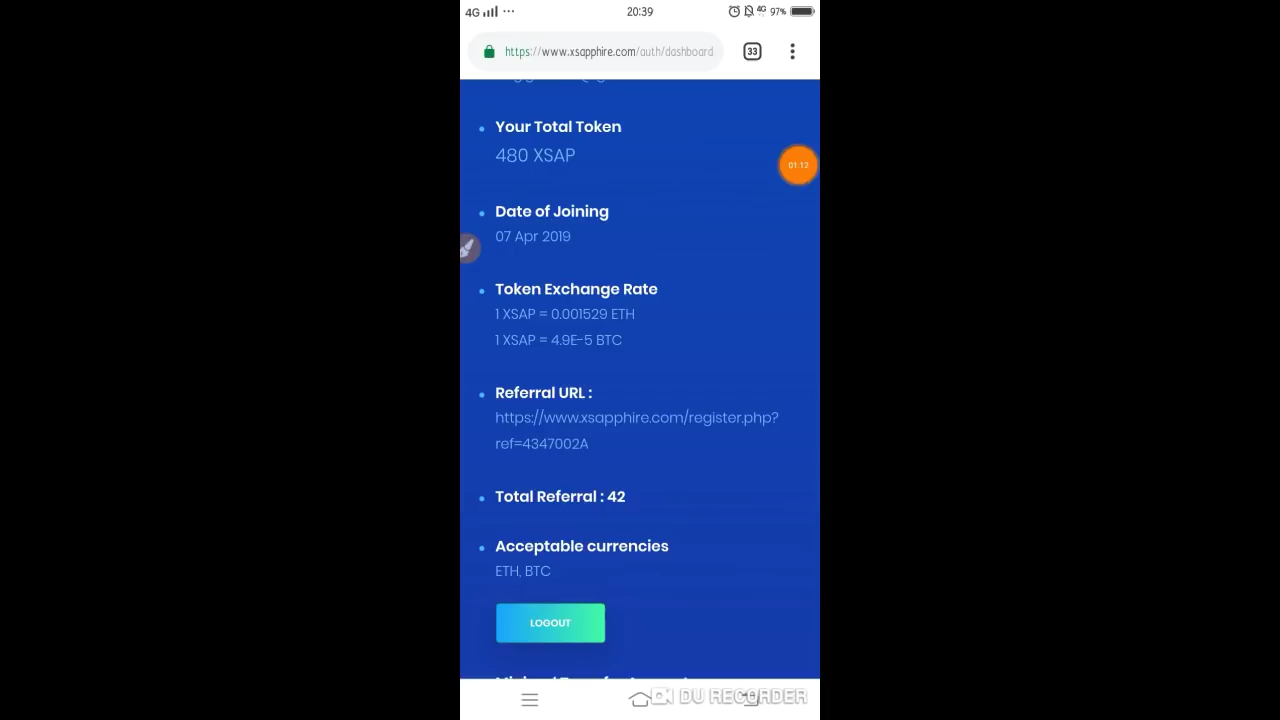 4G 20:39 4G 97%
https://www.xsapphire.com/auth/dashboard 33
Your Total Token
480 XSAP
01:12
Date of Joining
07 Apr 2019
Token Exchange Rate
1 XSAP = 0.001529 ETH
1 XSAP = 4.9E-5 BTC
Referral URL :
https://www.xsapphire.com/register.php?
ref=4347002A
Total Referral : 42
Acceptable currencies
ETH, BTC
LOGOUT
DU RECORDER